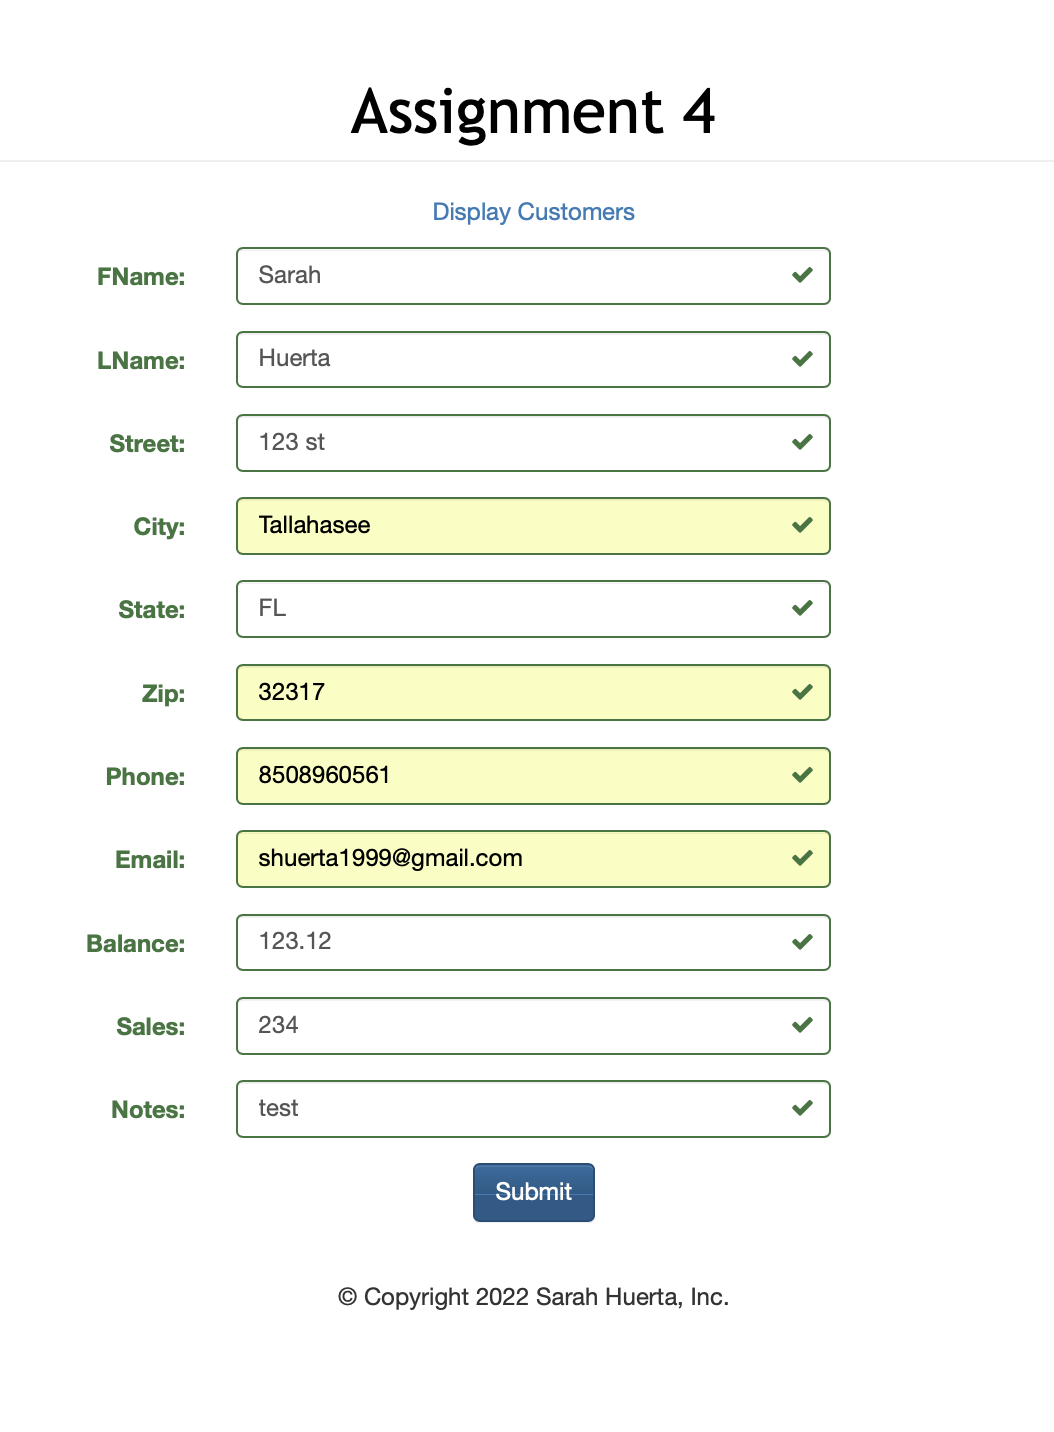 Assignment 4
Display Customers
FName: Sarah
LName: Huerta
Street: 123 st
City: Tallahasee
State: FL
Zip: 32317
Phone: 8508960561
Email: shuerta1999@gmail.com
Balance: 123.12
Sales: 234
Notes: test
Submit
© Copyright 2022 Sarah Huerta, Inc.